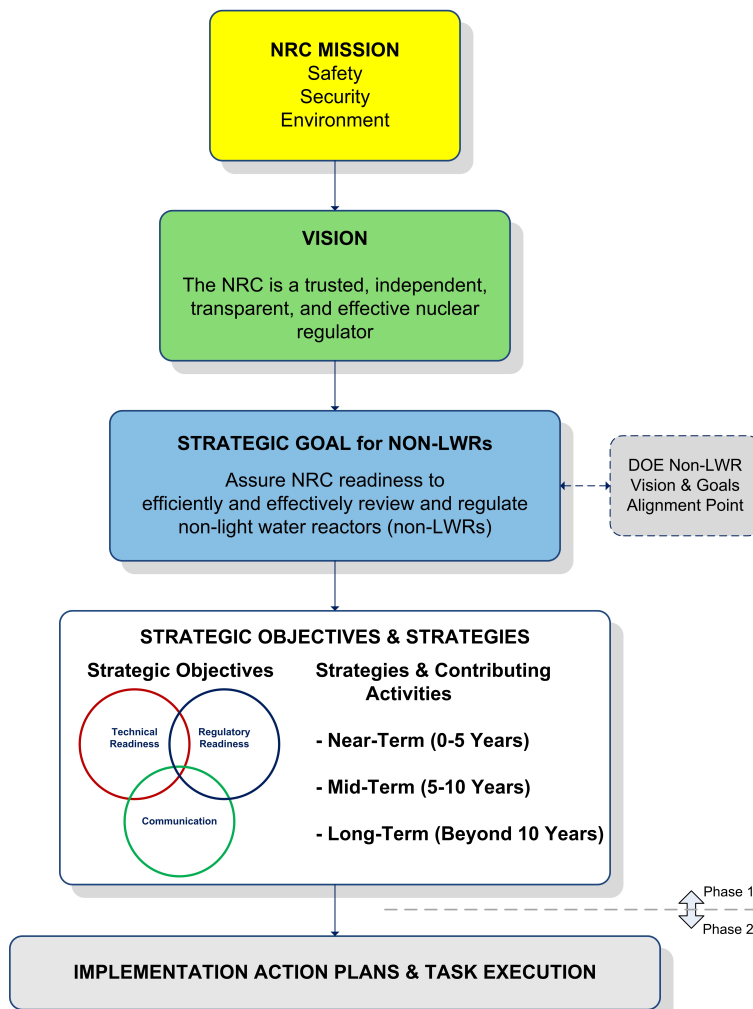 NRC MISSION
Safety
Security
Environment
VISION
The NRC is a trusted, independent,
transparent, and effective nuclear
regulator
STRATEGIC GOAL for NON-LWRs
Assure NRC readiness to
efficiently and effectively review and regulate
non-light water reactors (non-LWRs)
DOE Non-LWR
Vision & Goals
Alignment Point
STRATEGIC OBJECTIVES & STRATEGIES
Strategic Objectives
Technical
Readiness
Regulatory
Readiness
Communication
Strategies & Contributing
Activities
- Near-Term (0-5 Years)
- Mid-Term (5-10 Years)
- Long-Term (Beyond 10 Years)
Phase 1
Phase 2
IMPLEMENTATION ACTION PLANS & TASK EXECUTION